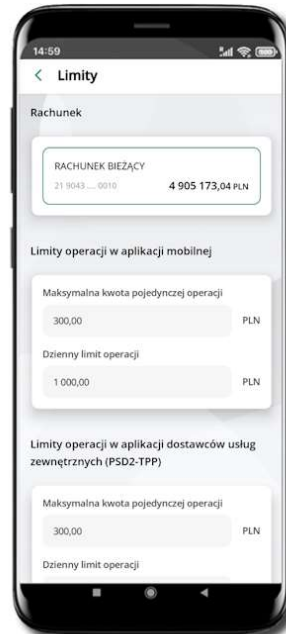 14:59
Limity
Rachunek
RACHUNEK BIEŻĄCY
21 9043 .... 0010 4 905 173,04 PLN
Limity operacji w aplikacji mobilnej
Maksymalna kwota pojedynczej operacji
300,00 PLN
Dzienny limit operacji
1 000,00 PLN
Limity operacji w aplikacji dostawców usług
zewnętrznych (PSD2-TPP)
Maksymalna kwota pojedynczej operacji
300,00 PLN
Dzienny limit operacji